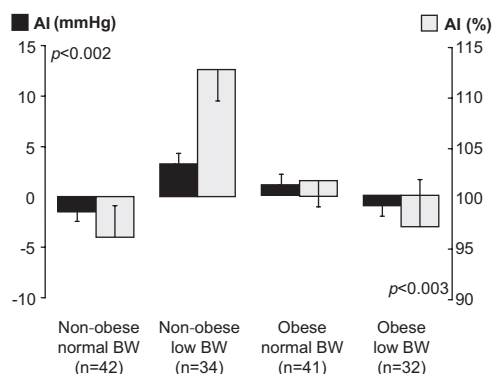 AI (mmHg)
AI (%)
p<0.002
15
10
5
0
-5
-10
115
110
105
100
95
90
p<0.003
Non-obese
normal BW
(n=42)
Non-obese
low BW
(n=34)
Obese
normal BW
(n=41)
Obese
low BW
(n=32)